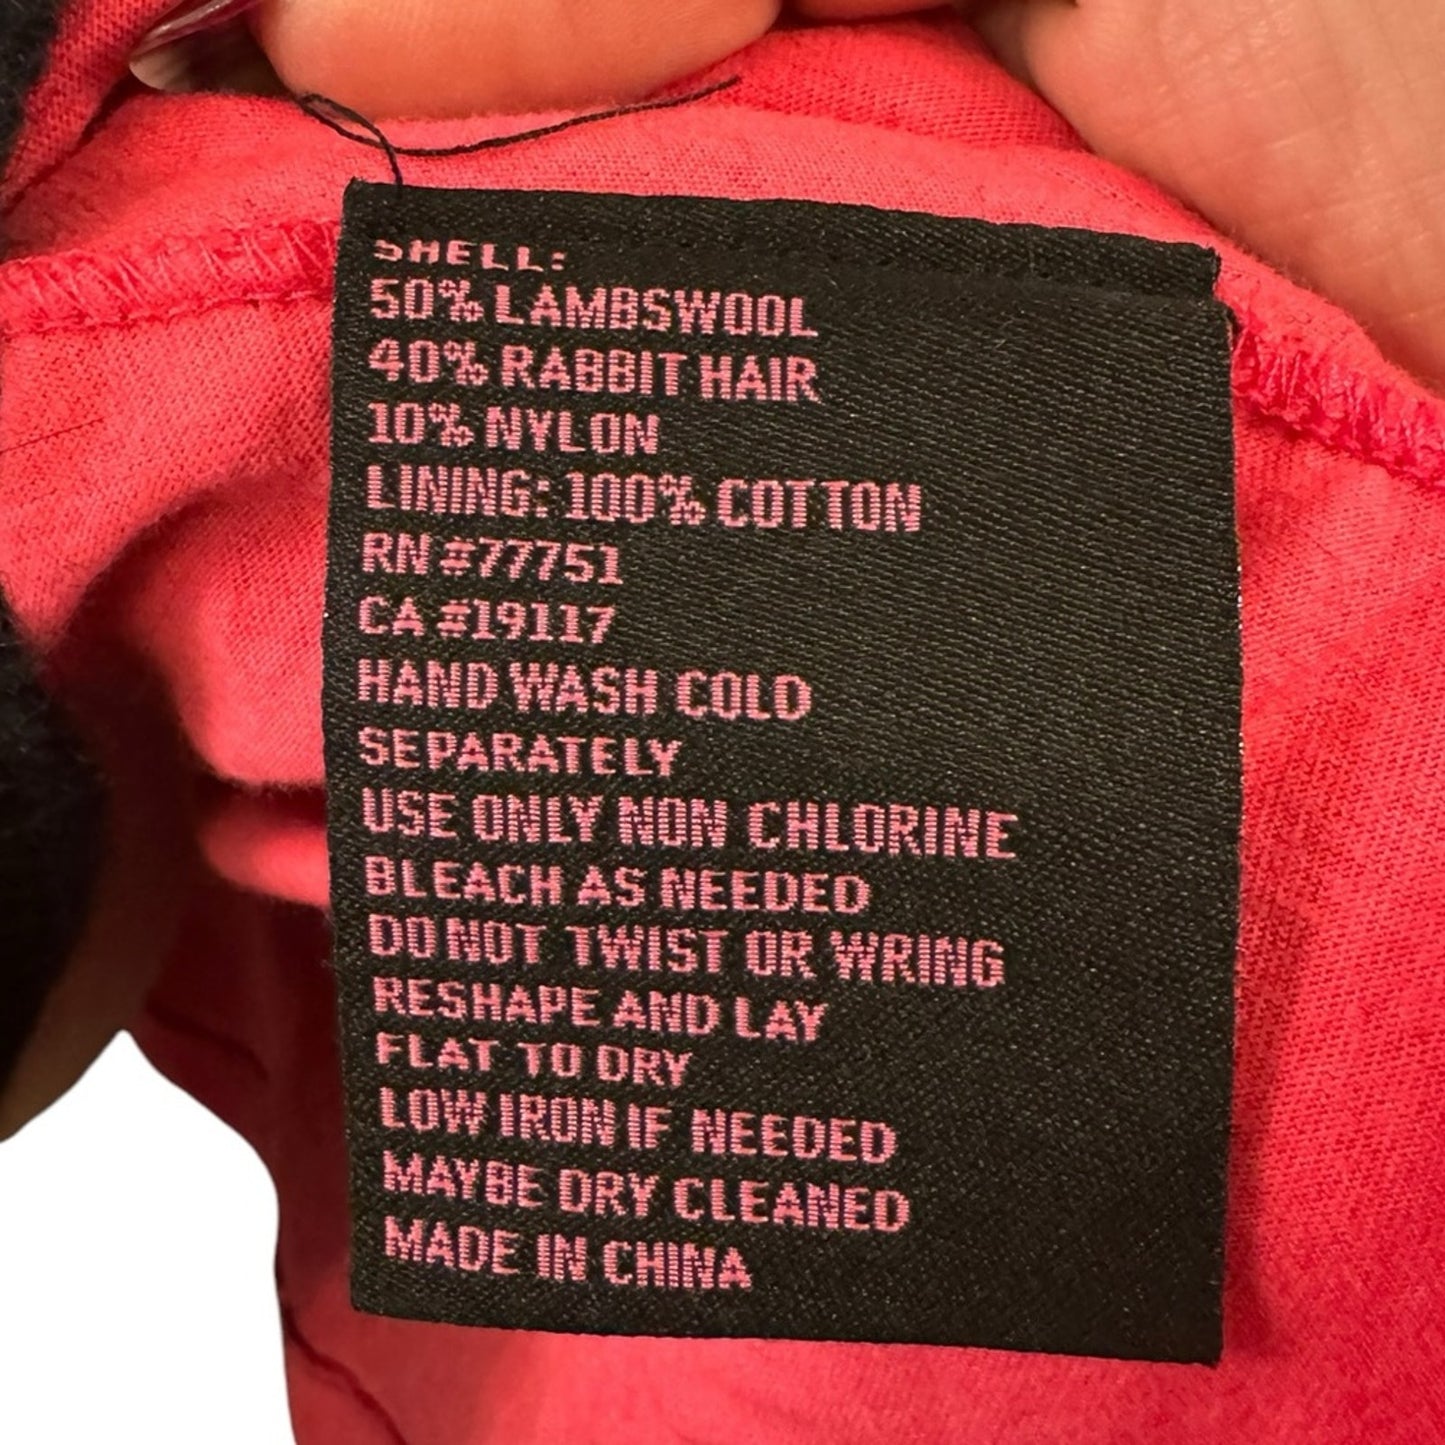 SHELL:
50% LAMBSWOOL
40% RABBIT HAIR
10% NYLON
LINING: 100% COTTON
RN #77751
CA #19117
HAND WASH COLD
SEPARATELY
USE ONLY NON CHLORINE
BLEACH AS NEEDED
DO NOT TWIST OR WRING
RESHAPE AND LAY
FLAT TO DRY
LOW IRON IF NEEDED
MAYBE DRY CLEANED
MADE IN CHINA